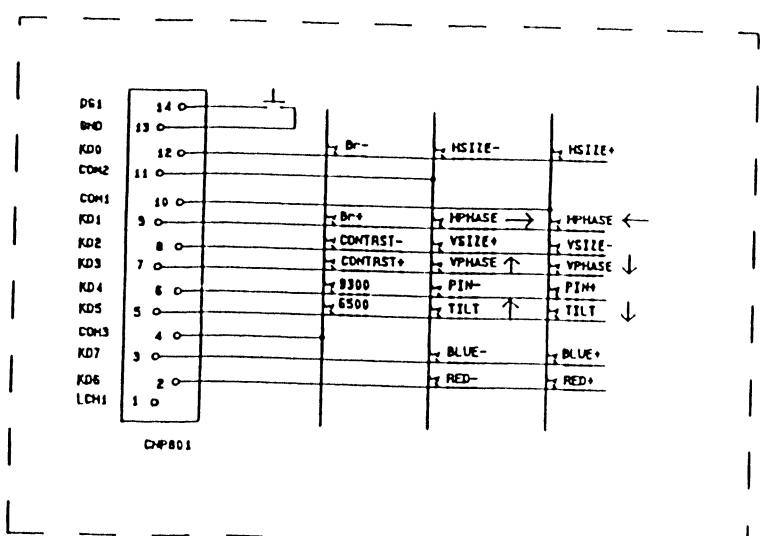 DG1 14
GND 13
KD0 12 Br- HSIZE- HSIZE+
COM2 11
COM1 10
KD1 9 Br+ HPHASE → HPHASE ←
KD2 8 CONTRST- VSIZE+ VSIZE-
KD3 7 CONTRST+ VPHASE ↑ VPHASE ↓
KD4 6 9300 PIN- PIN+
KD5 5 6500 TILT ↑ TILT ↓
COM3 4
KD7 3 BLUE- BLUE+
KD6 2 RED- RED+
LCH1 1
CNP801